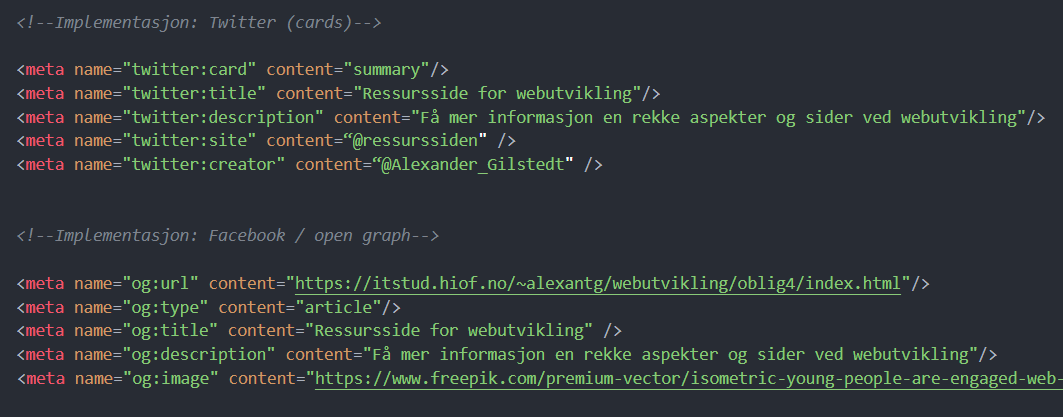 <!--Implementasjon: Twitter (cards)-->
<meta name="twitter:card" content="summary"/>
<meta name="twitter:title" content="Ressursside for webutvikling"/>
<meta name="twitter:description" content="Få mer informasjon en rekke aspekter og sider ved webutvikling"/>
<meta name="twitter:site" content=“@ressurssiden" />
<meta name="twitter:creator" content=“@Alexander_Gilstedt" />
<!--Implementasjon: Facebook / open graph-->
<meta name="og:url" content="https://itstud.hiof.no/~alexantg/webutvikling/oblig4/index.html"/>
<meta name="og:type" content="article"/>
<meta name="og:title" content="Ressursside for webutvikling" />
<meta name="og:description" content="Få mer informasjon en rekke aspekter og sider ved webutvikling"/>
<meta name="og:image" content="https://www.freepik.com/premium-vector/isometric-young-people-are-engaged-web-